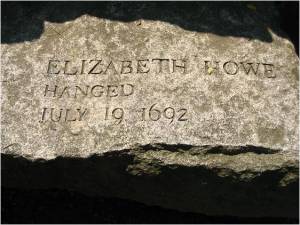 ELIZABETH HOWE
HANGED
JULY 19, 1692